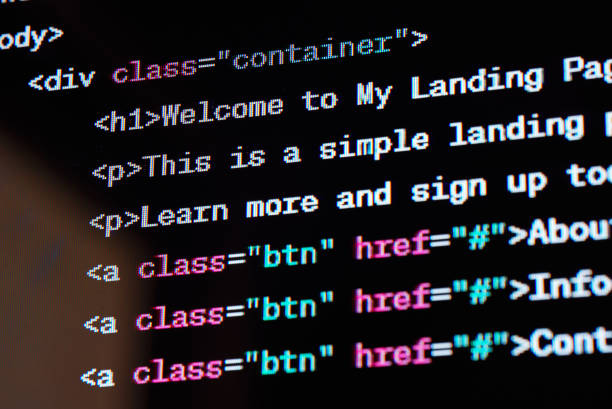 ody>
<div class="container">
<h1>Welcome to My Landing Pag
<p>This is a simple landing
<p>Learn more and sign up too
<a class="btn" href="#">Abou
<a class="btn" href="#">Info
<a class="btn" href="#">Cont